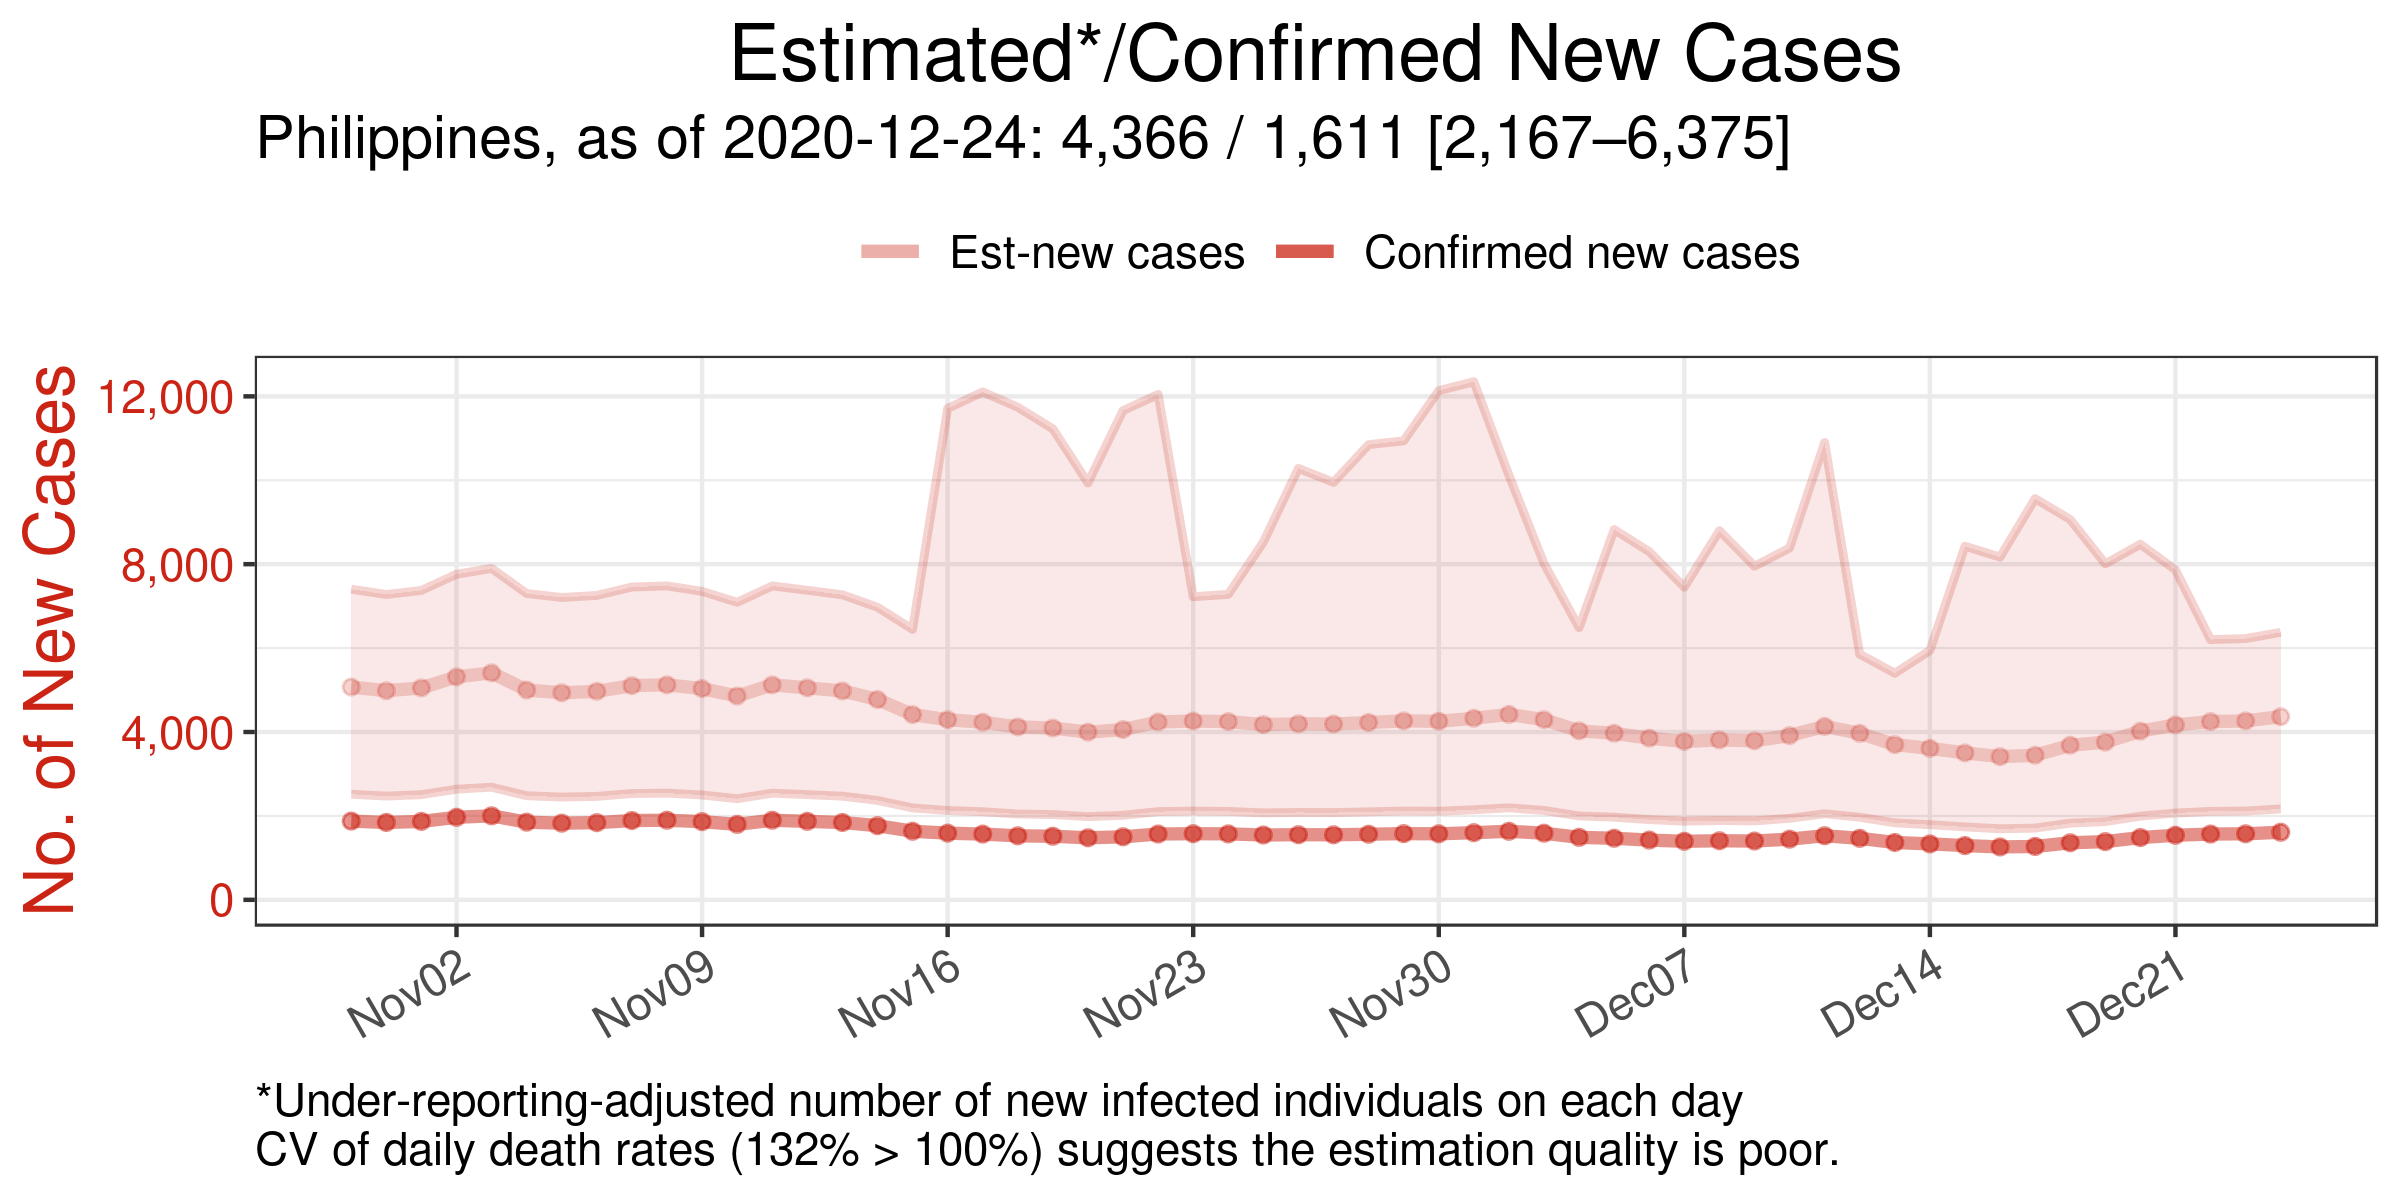 Estimated*/Confirmed New Cases
Philippines, as of 2020-12-24: 4,366 / 1,611 [2,167–6,375]
Est-new cases
Confirmed new cases
No. of New Cases
12,000
8,000
4,000
0
Nov02
Nov09
Nov16
Nov23
Nov30
Dec07
Dec14
Dec21
*Under-reporting-adjusted number of new infected individuals on each day
CV of daily death rates (132% > 100%) suggests the estimation quality is poor.